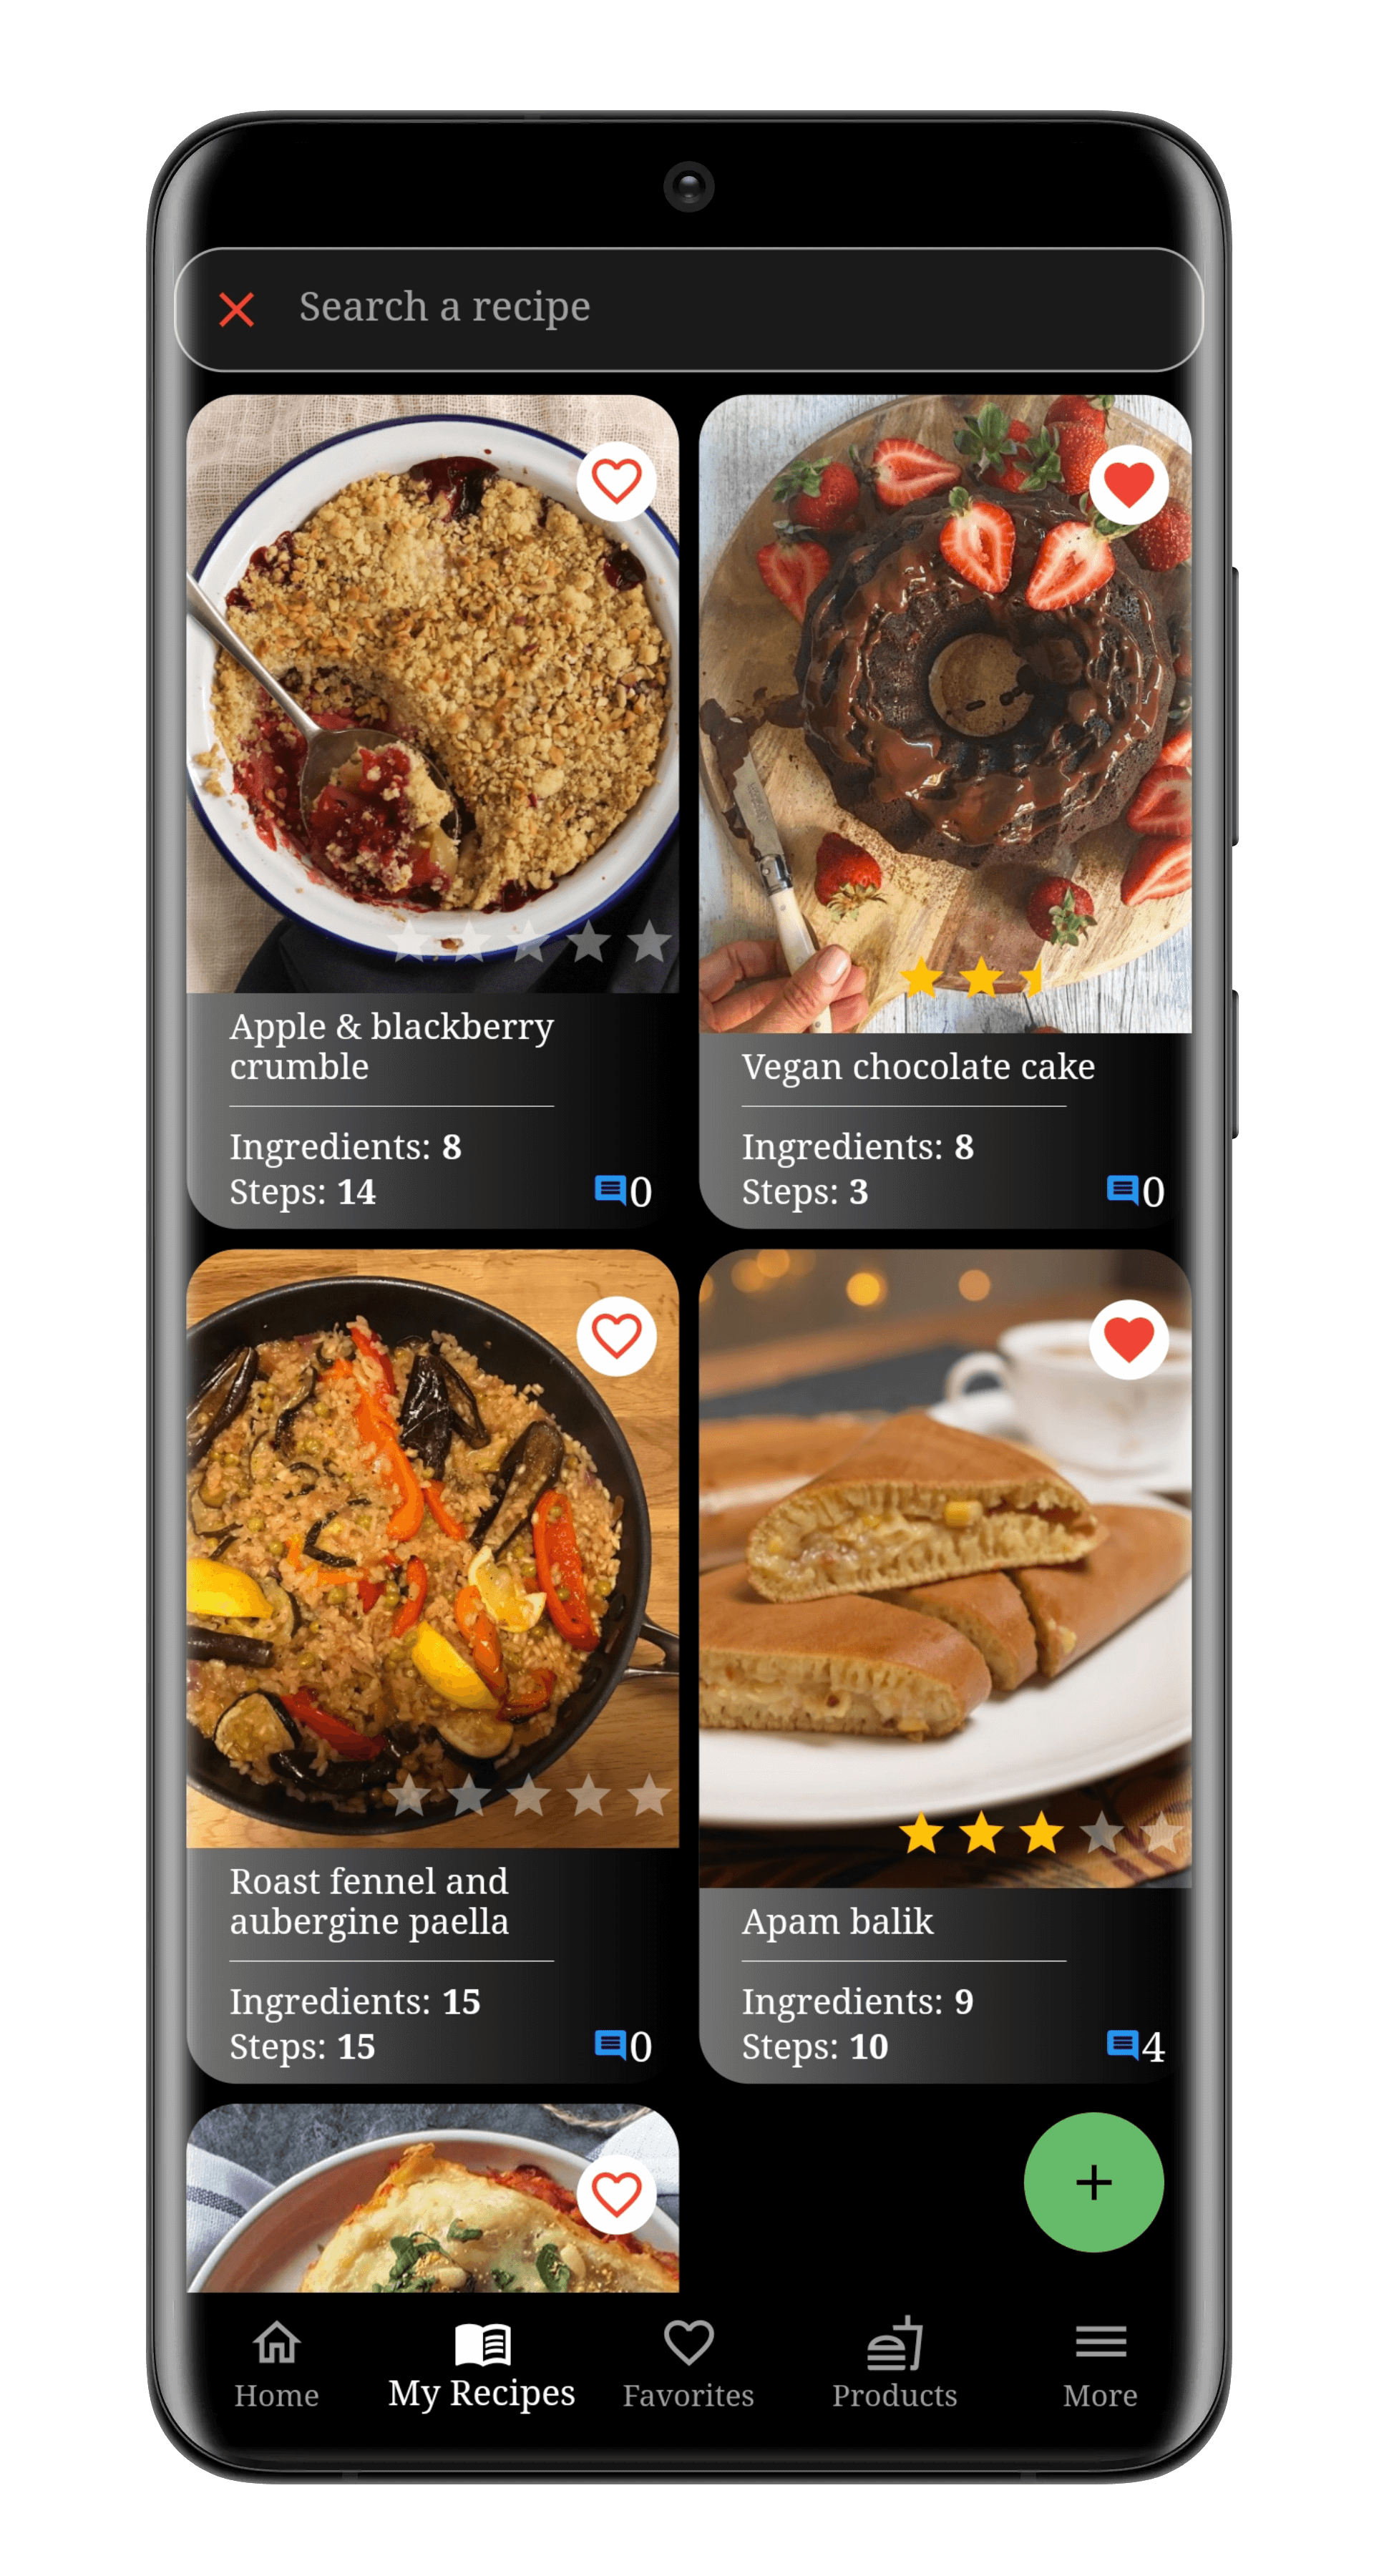 Search a recipe
Apple & blackberry
crumble
Ingredients: 8
Steps: 14
0
Vegan chocolate cake
Ingredients: 8
Steps: 3
0
Roast fennel and
aubergine paella
Ingredients: 15
Steps: 15
0
Apam balik
Ingredients: 9
Steps: 10
4
+
Home
My Recipes
Favorites
Products
More